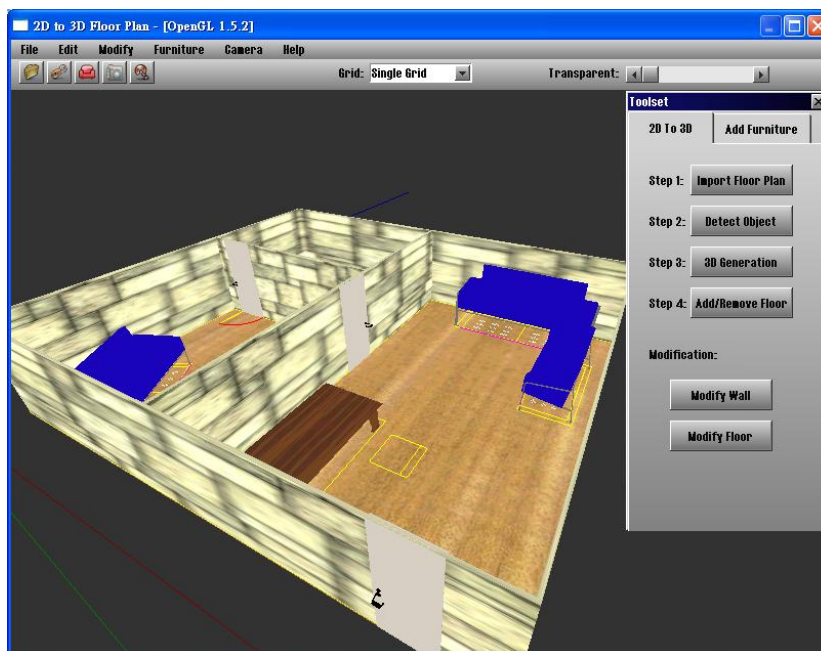 2D to 3D Floor Plan - [OpenGL 1.5.2]
File Edit Modify Furniture Camera Help
Grid: Single Grid Transparent:
Toolset
2D To 3D Add Furniture
Step 1: Import Floor Plan
Step 2: Detect Object
Step 3: 3D Generation
Step 4: Add/Remove Floor
Modification:
Modify Wall
Modify Floor